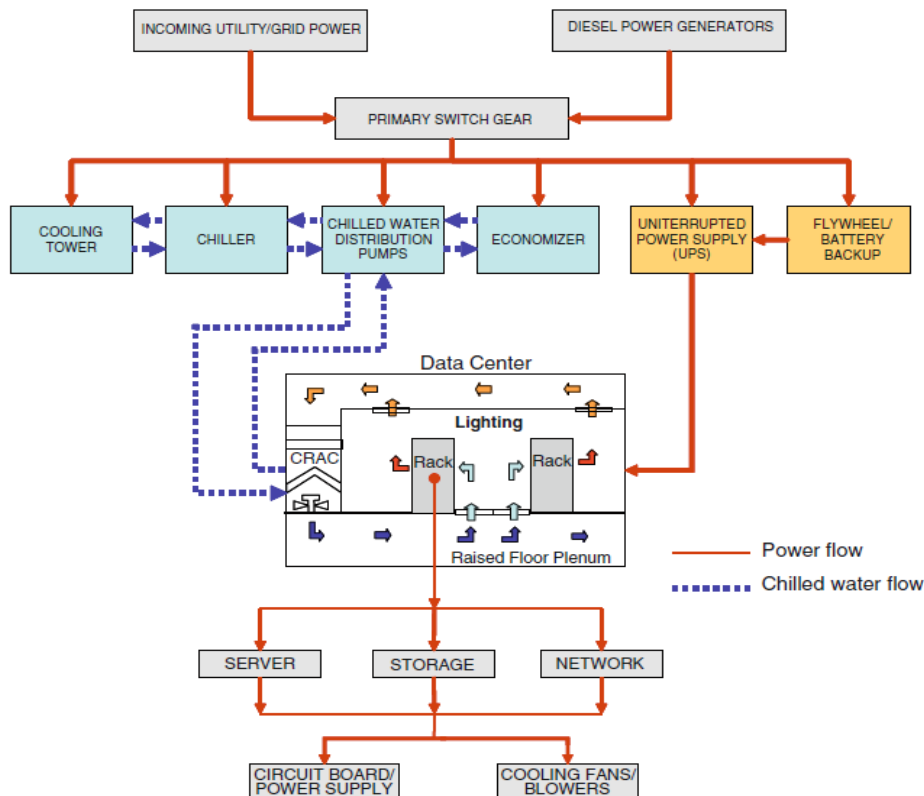 INCOMING UTILITY/GRID POWER
DIESEL POWER GENERATORS
PRIMARY SWITCH GEAR
COOLING
TOWER
CHILLER
CHILLED WATER
DISTRIBUTION
PUMPS
ECONOMIZER
UNITERRUPTED
POWER SUPPLY
(UPS)
FLYWHEEL/
BATTERY
BACKUP
Data Center
Lighting
CRAC
Rack
Rack
Raised Floor Plenum
Power flow
Chilled water flow
SERVER
STORAGE
NETWORK
CIRCUIT BOARD/
POWER SUPPLY
COOLING FANS/
BLOWERS